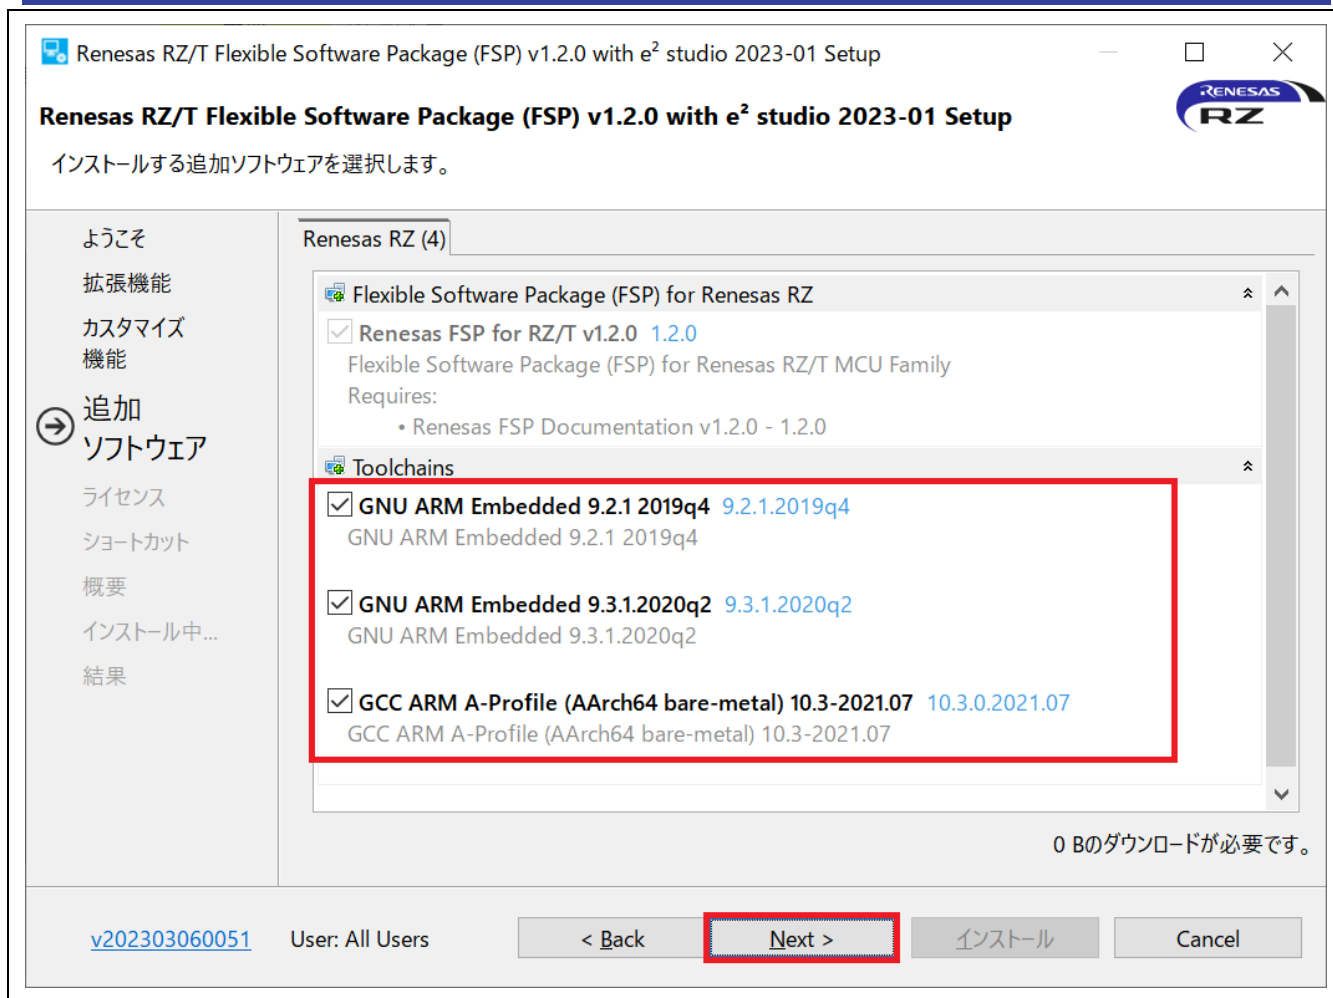 Renesas RZ/T Flexible Software Package (FSP) v1.2.0 with e² studio 2023-01 Setup
RENESAS
RZ
Renesas RZ/T Flexible Software Package (FSP) v1.2.0 with e² studio 2023-01 Setup
インストールする追加ソフトウェアを選択します。
ようこそ
拡張機能
カスタマイズ
機能
追加
ソフトウェア
ライセンス
ショートカット
概要
インストール中...
結果
Renesas RZ (4)
Flexible Software Package (FSP) for Renesas RZ
Renesas FSP for RZ/T v1.2.0 1.2.0
Flexible Software Package (FSP) for Renesas RZ/T MCU Family
Requires:
• Renesas FSP Documentation v1.2.0 - 1.2.0
Toolchains
GNU ARM Embedded 9.2.1 2019q4 9.2.1.2019q4
GNU ARM Embedded 9.2.1 2019q4
GNU ARM Embedded 9.3.1.2020q2 9.3.1.2020q2
GNU ARM Embedded 9.3.1.2020q2
GCC ARM A-Profile (AArch64 bare-metal) 10.3-2021.07 10.3.0.2021.07
GCC ARM A-Profile (AArch64 bare-metal) 10.3-2021.07
0 Bのダウンロードが必要です。
v202303060051 User: All Users < Back Next > インストール Cancel